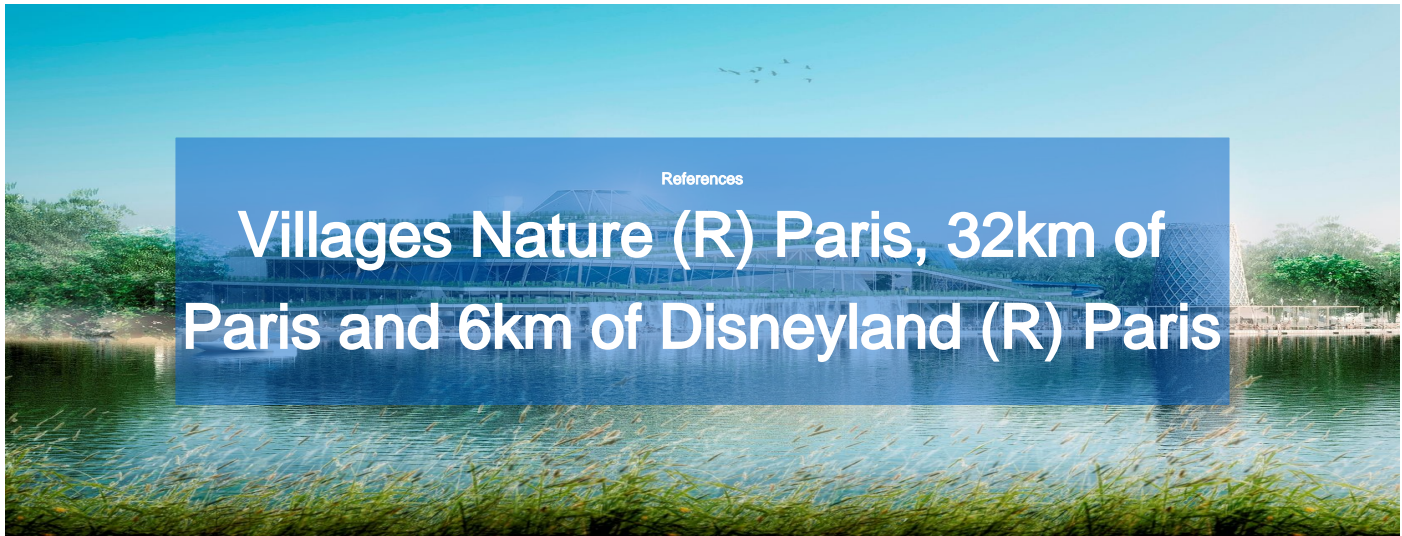 References
Villages Nature (R) Paris, 32km of
Paris and 6km of Disneyland (R) Paris